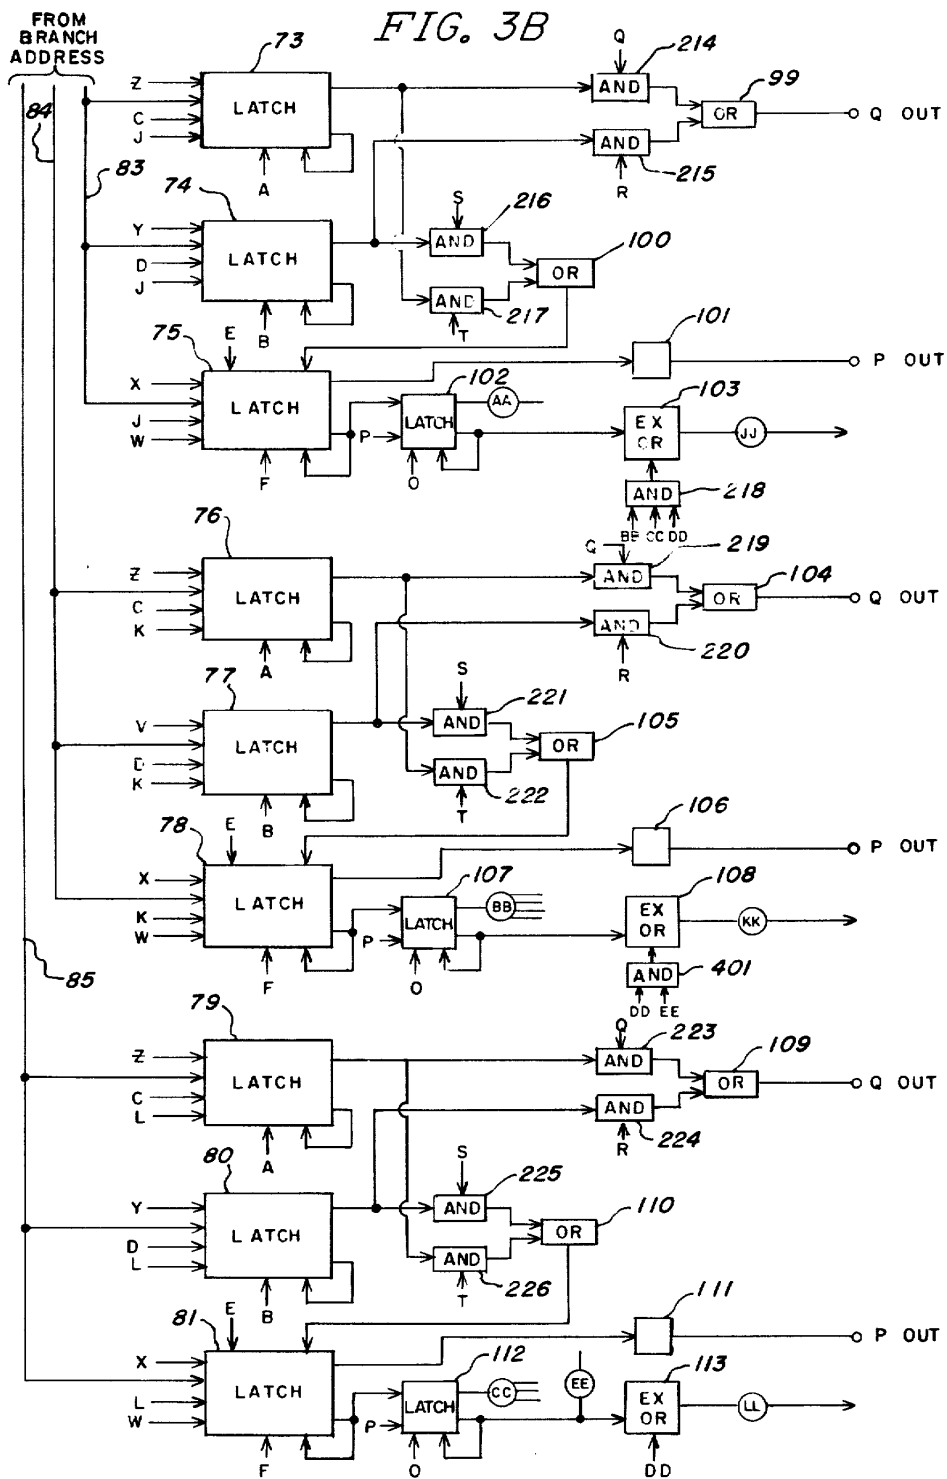 FROM
BRANCH
ADDRESS
FIG. 3B
84
83
85
73
Z
C
J
LATCH
A
Q
214
AND
99
OR
Q OUT
AND
215
R
74
Y
D
J
LATCH
B
S
216
AND
100
OR
AND
217
T
75
E
X
J
W
LATCH
F
101
P OUT
102
P
LATCH
O
AA
103
EX
OR
JJ
AND
218
BB CC DD
76
Z
C
K
LATCH
A
Q
219
AND
104
OR
Q OUT
AND
220
R
77
V
D
K
LATCH
B
S
221
AND
105
OR
AND
222
T
78
E
X
K
W
LATCH
F
106
P OUT
107
P
LATCH
O
BB
108
EX
OR
KK
AND
401
DD EE
79
Z
C
L
LATCH
A
Q
223
AND
109
OR
Q OUT
AND
224
R
80
Y
D
L
LATCH
B
S
225
AND
110
OR
AND
226
T
81
E
X
L
W
LATCH
F
111
P OUT
112
P
LATCH
O
CC
EE
113
EX
OR
LL
DD